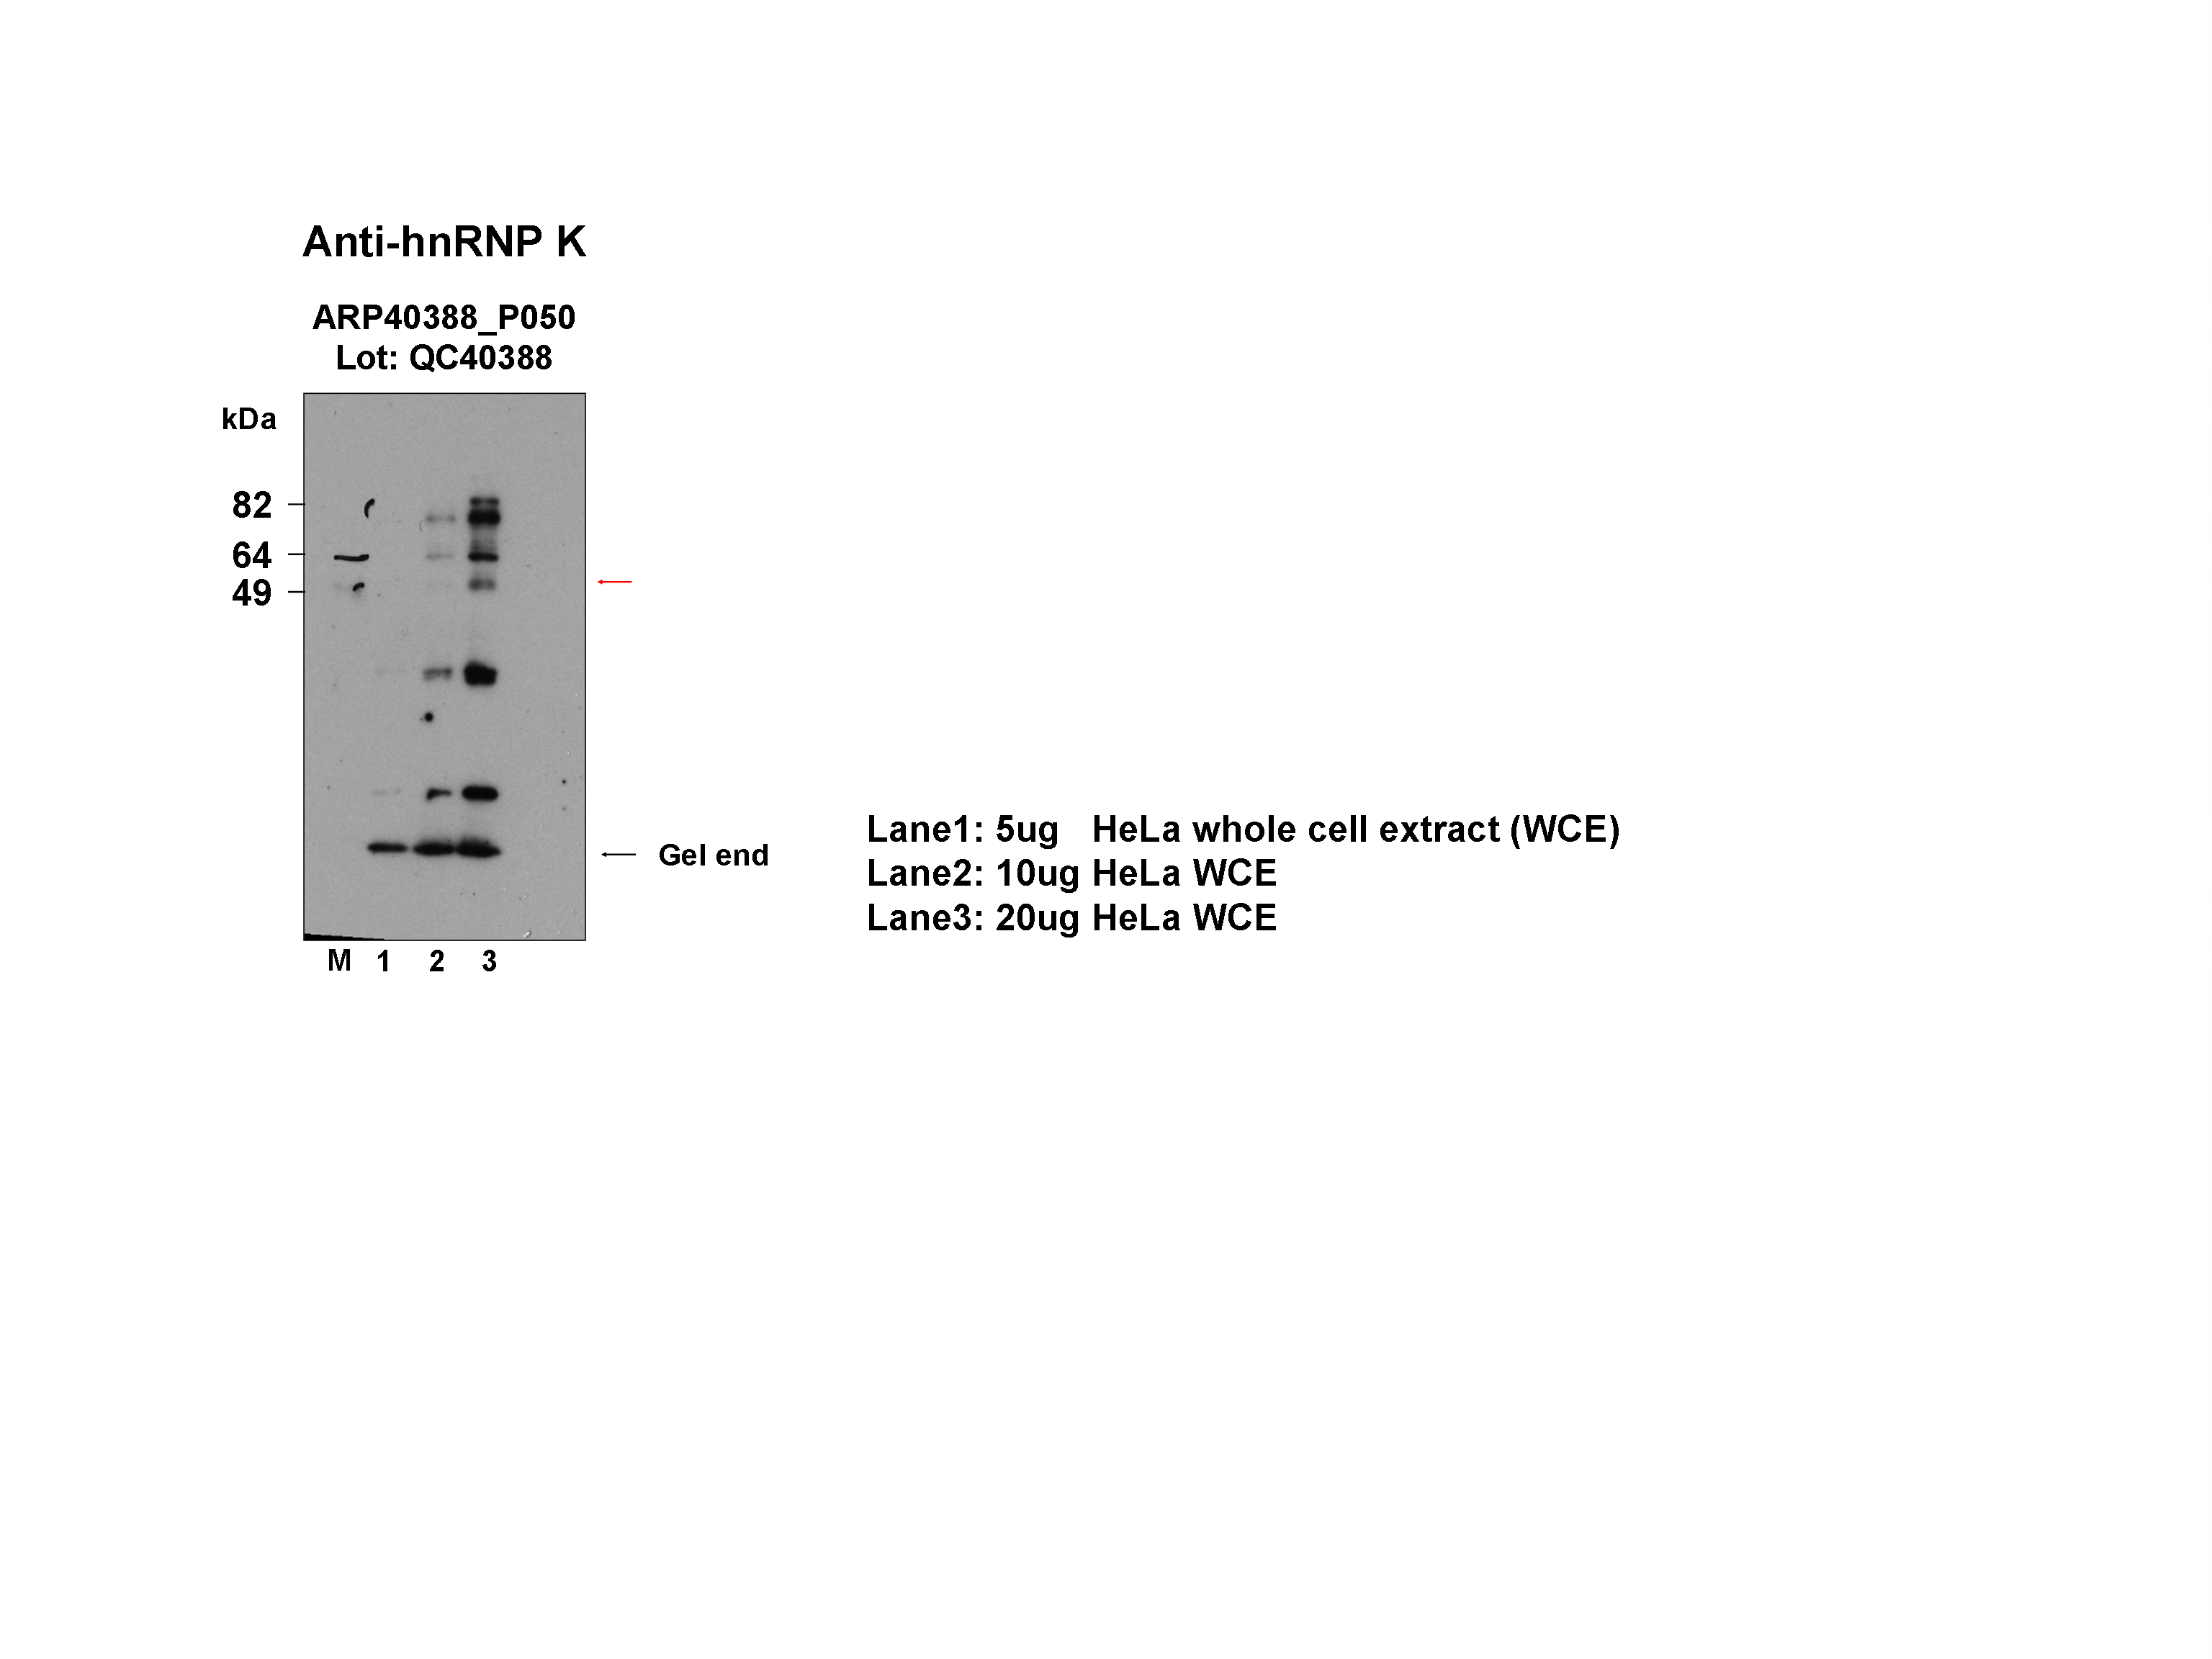 Anti-hnRNP K
ARP40388_P050
Lot: QC40388
kDa
82
64
49
Gel end
M 1 2 3
Lane1: 5ug HeLa whole cell extract (WCE)
Lane2: 10ug HeLa WCE
Lane3: 20ug HeLa WCE